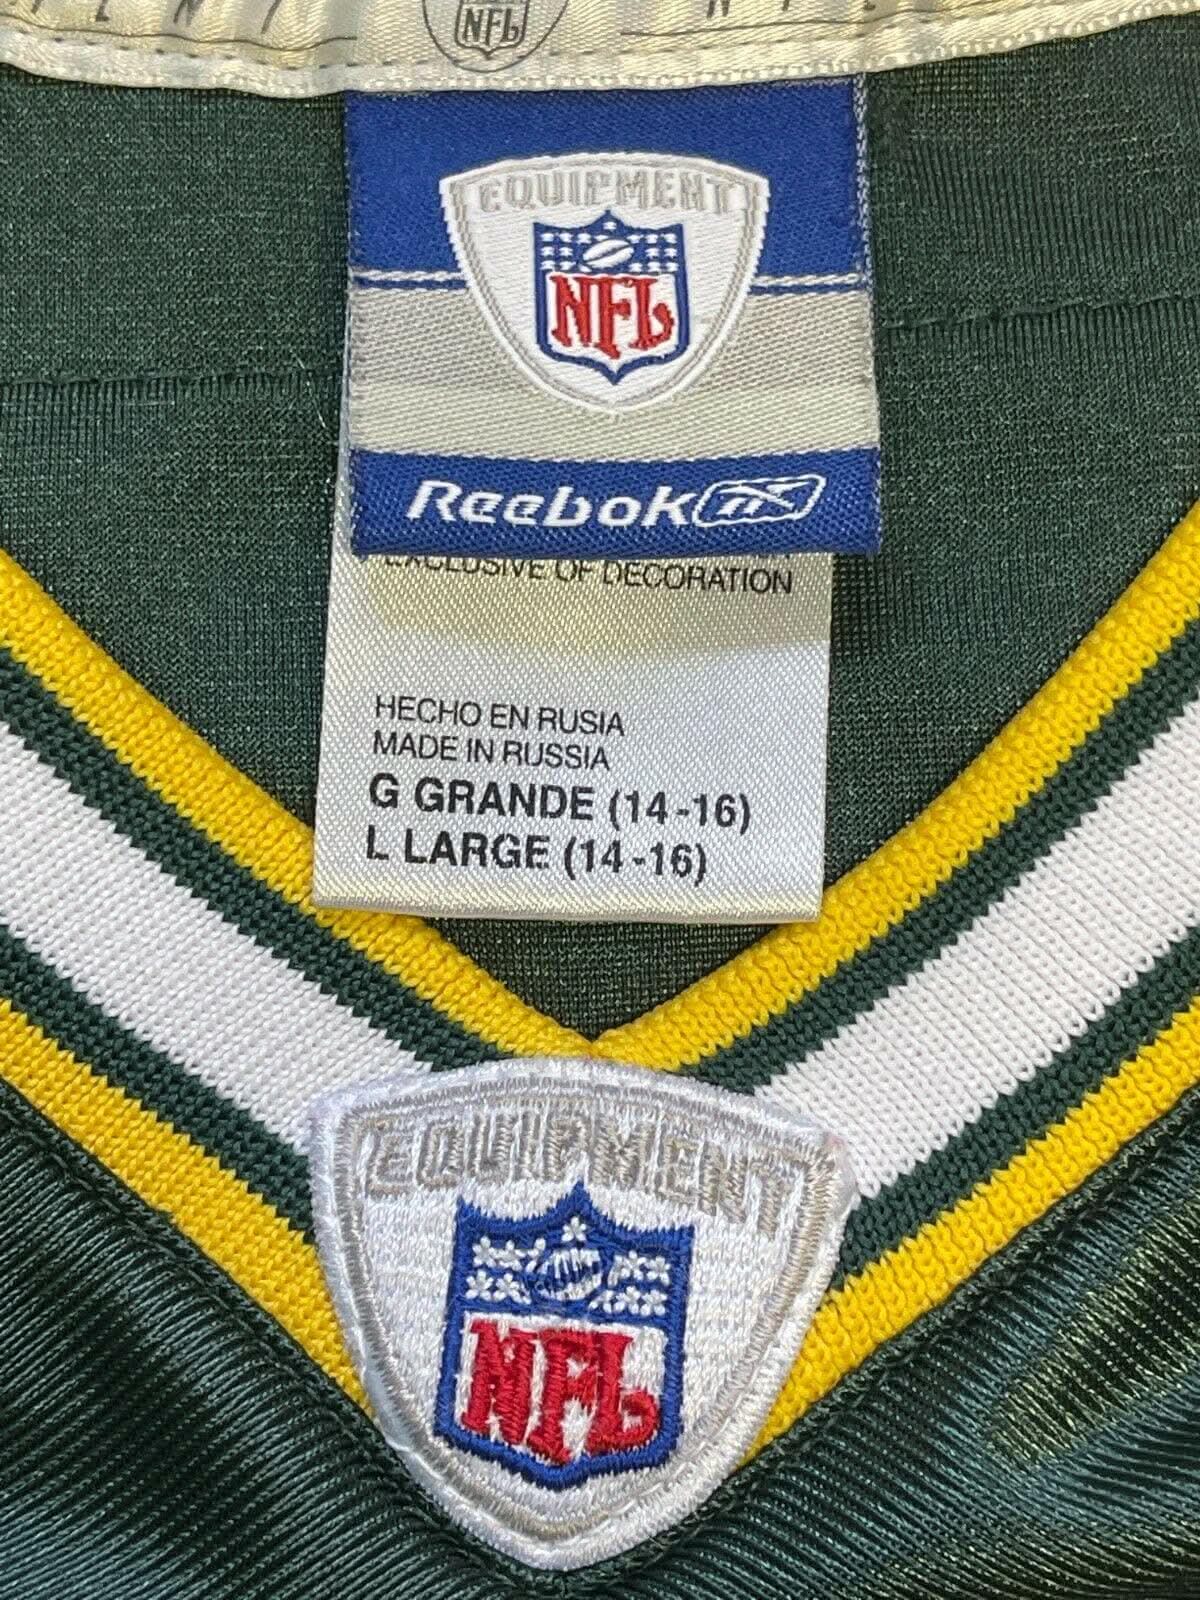 NFL
EQUIPMENT
NFL
Reebok
EXCLUSIVE OF DECORATION
HECHO EN RUSIA
MADE IN RUSSIA
G GRANDE (14-16)
L LARGE (14-16)
EQUIPMENT
NFL